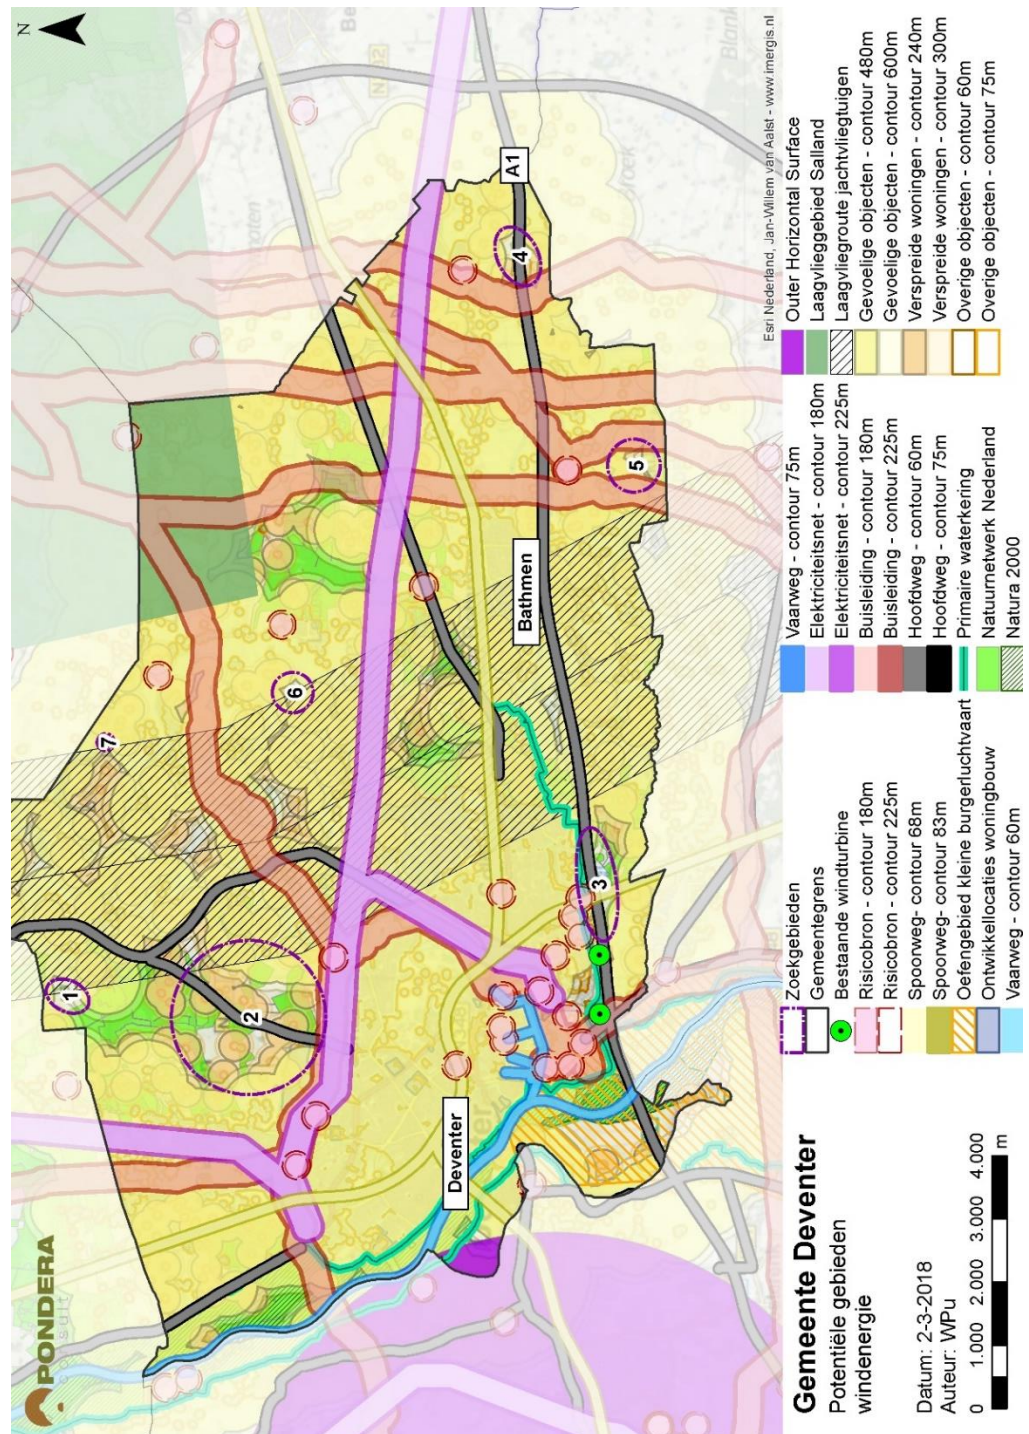 N
PONDERA
consult
1
2
3
4
5
6
7
A1
Bathmen
Deventer
Esri Nederland, Jan-Willem van Aalst - www.imergis.nl
Gemeente Deventer
Potentiële gebieden
windenergie
Datum: 2-3-2018
Auteur: WPu
0 1.000 2.000 3.000 4.000
m
Zoekgebieden
Gemeentegrens
Bestaande windturbine
Risicobron - contour 180m
Risicobron - contour 225m
Spoorweg- contour 68m
Spoorweg- contour 83m
Oefengebied kleine burgerluchtvaart
Ontwikkellocaties woningbouw
Vaarweg - contour 60m
Vaarweg - contour 75m
Elektriciteitsnet - contour 180m
Elektriciteitsnet - contour 225m
Buisleiding - contour 180m
Buisleiding - contour 225m
Hoofdweg - contour 60m
Hoofdweg - contour 75m
Primaire waterkering
Natuurnetwerk Nederland
Natura 2000
Outer Horizontal Surface
Laagvlieggebied Salland
Laagvliegroute jachtvliegtuigen
Gevoelige objecten - contour 480m
Gevoelige objecten - contour 600m
Verspreide woningen - contour 240m
Verspreide woningen - contour 300m
Overige objecten - contour 60m
Overige objecten - contour 75m